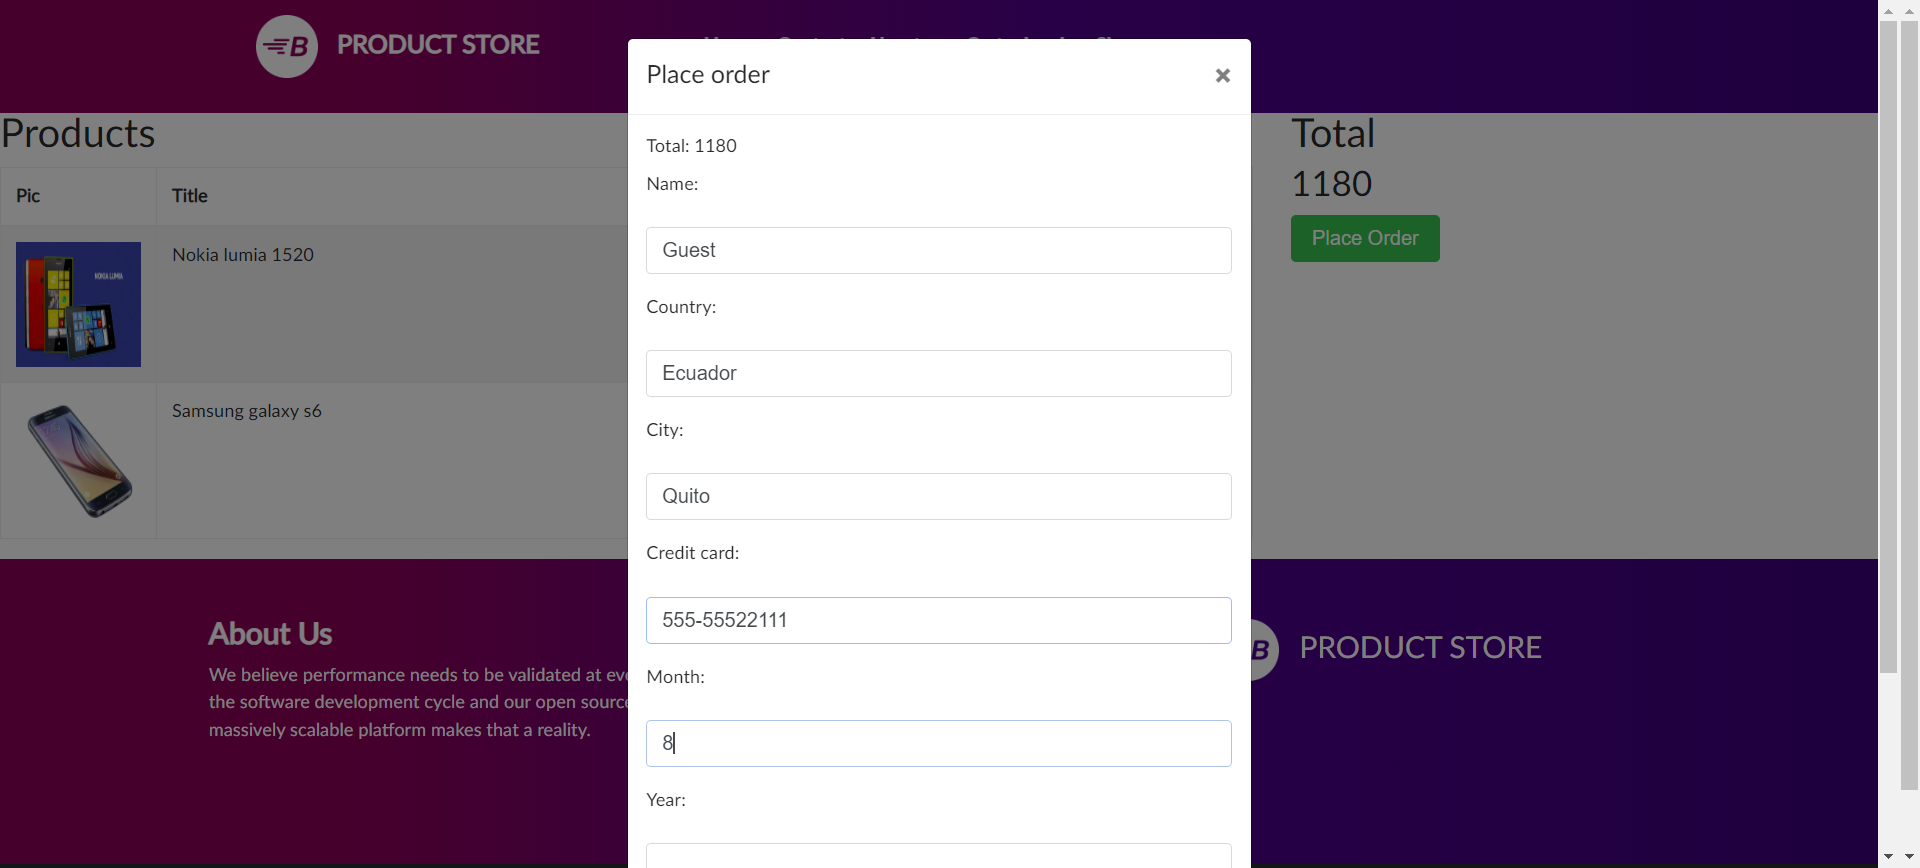 B PRODUCT STORE
Place order
×
Products
Pic
Title
NOKIA LUMIA
Nokia lumia 1520
Samsung galaxy s6
Total: 1180
Name:
Guest
Country:
Ecuador
City:
Quito
Credit card:
555-55522111
Month:
8
Year:
Total
1180
Place Order
About Us
We believe performance needs to be validated at eve
the software development cycle and our open source
massively scalable platform makes that a reality.
B PRODUCT STORE